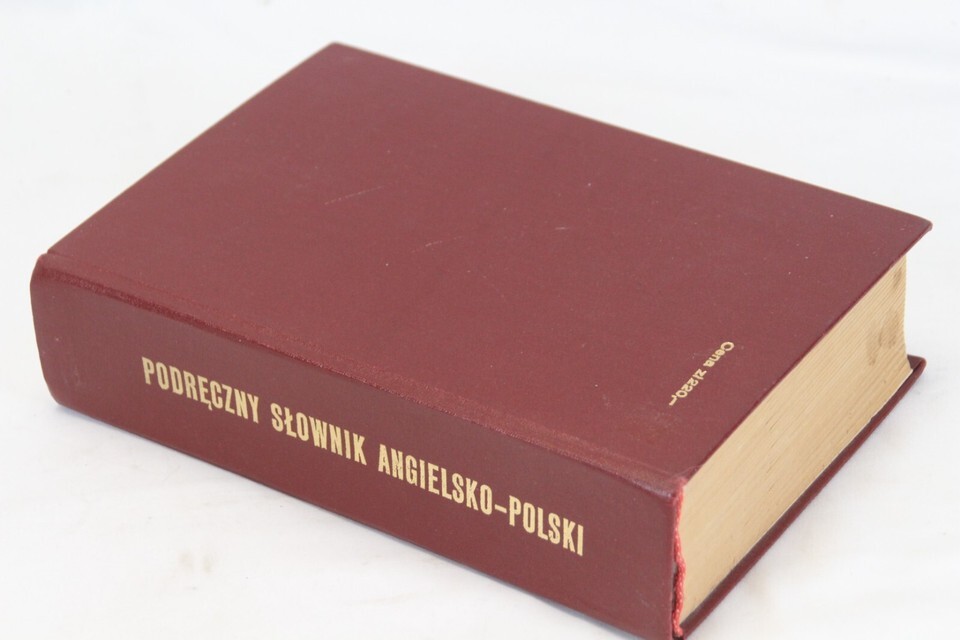 PODRĘCZNY SŁOWNIK ANGIELSKO-POLSKI
Cena zł 220,-